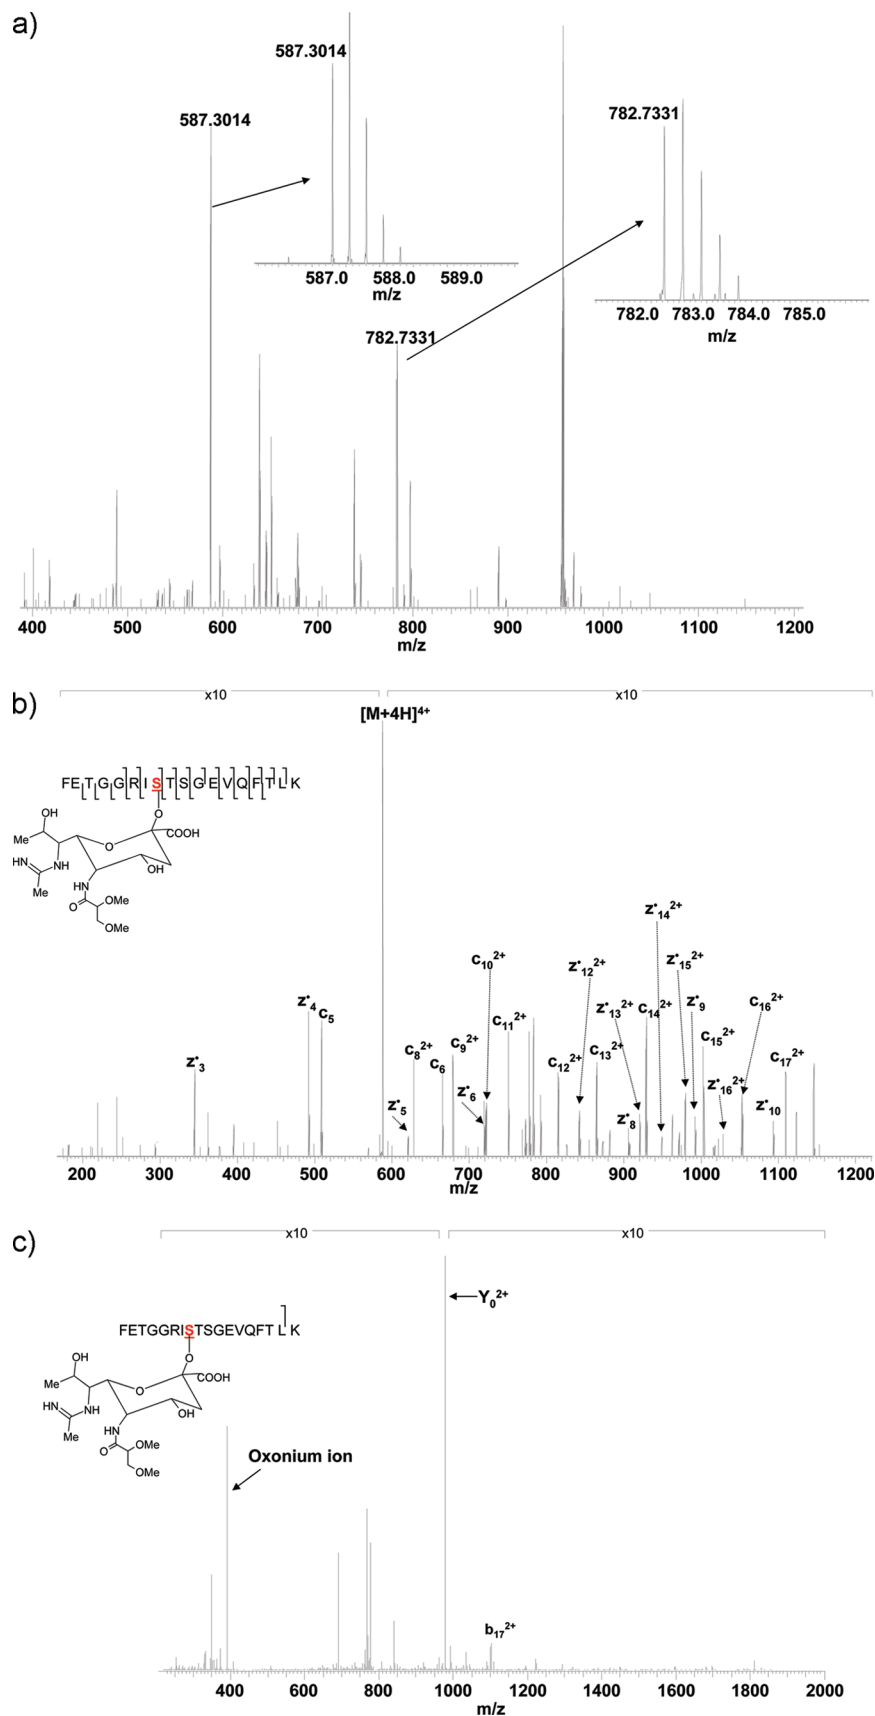 a)
587.3014
587.3014
782.7331
587.0 588.0 589.0
m/z
782.0 783.0 784.0 785.0
m/z
782.7331
400 500 600 700 800 900 1000 1100 1200
m/z
b)
x10 x10
[M+4H]4+
FETGGRISTSGEVQFTLK
OH
Me
O
O
COOH
HN
NH
OH
Me
HN
O
OMe
OMe
z•14 2+
c10 2+
z•12 2+
z•15 2+
z•4
c5
z•13 2+
c14 2+
z•9
c16 2+
c11 2+
c15 2+
c8 2+
c9 2+
c12 2+
c13 2+
c17 2+
z•3
c6
z•6
z•16 2+
z•5
z•8
z•10
200 300 400 500 600 700 800 900 1000 1100 1200
m/z
c)
x10 x10
Y0 2+
FETGGRISTSGEVQFT LK
OH
Me
O
O
COOH
HN
NH
OH
Me
HN
O
OMe
OMe
Oxonium ion
b17 2+
400 600 800 1000 1200 1400 1600 1800 2000
m/z